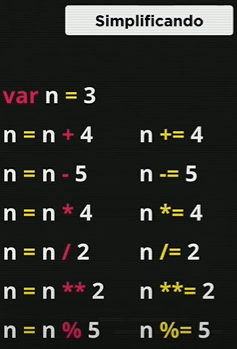 Simplificando
var n = 3
n = n + 4 n += 4
n = n - 5 n -= 5
n = n * 4 n *= 4
n = n / 2 n /= 2
n = n ** 2 n **= 2
n = n % 5 n %= 5